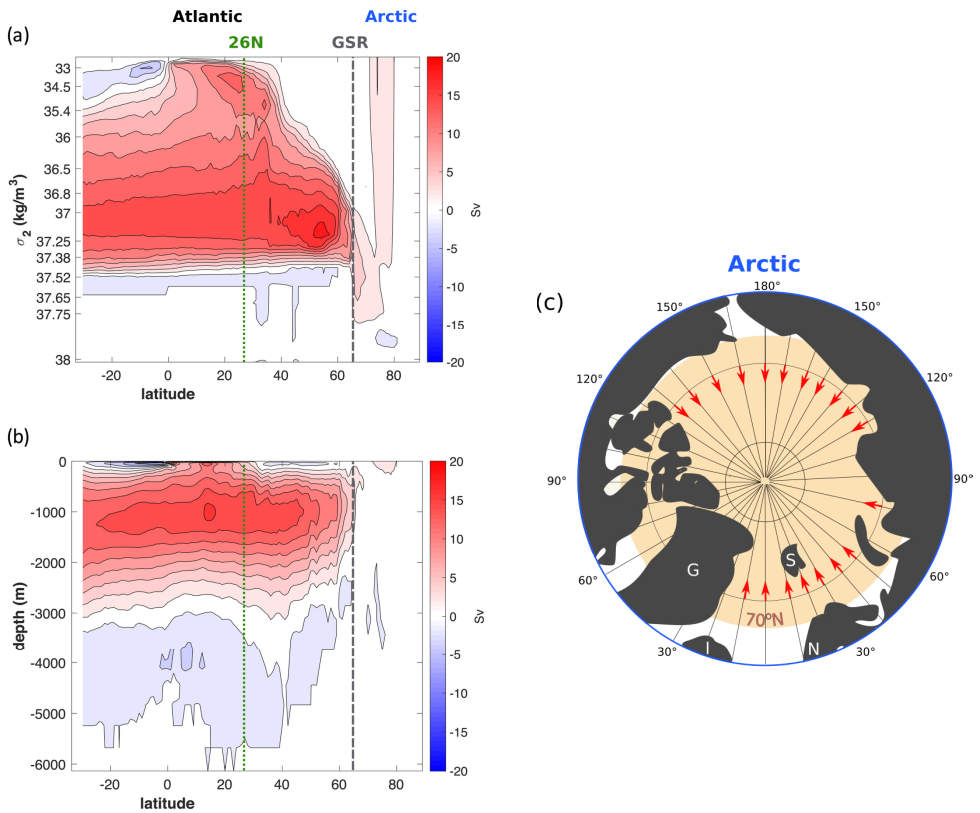 Atlantic Arctic
(a) 26N GSR
33
34.5
35.4
36
36.5
36.8
37
37.25
37.38
37.52
37.65
37.75
38
σ2 (kg/m³)
-20 0 20 40 60 80
latitude
20
15
10
5
0
-5
-10
-15
-20
Sv
(b)
0
-1000
-2000
-3000
-4000
-5000
-6000
depth (m)
-20 0 20 40 60 80
latitude
20
15
10
5
0
-5
-10
-15
-20
Sv
Arctic
(c)
180°
150° 150°
120° 120°
90° 90°
60° 60°
30° 30°
G S
70°N
I N